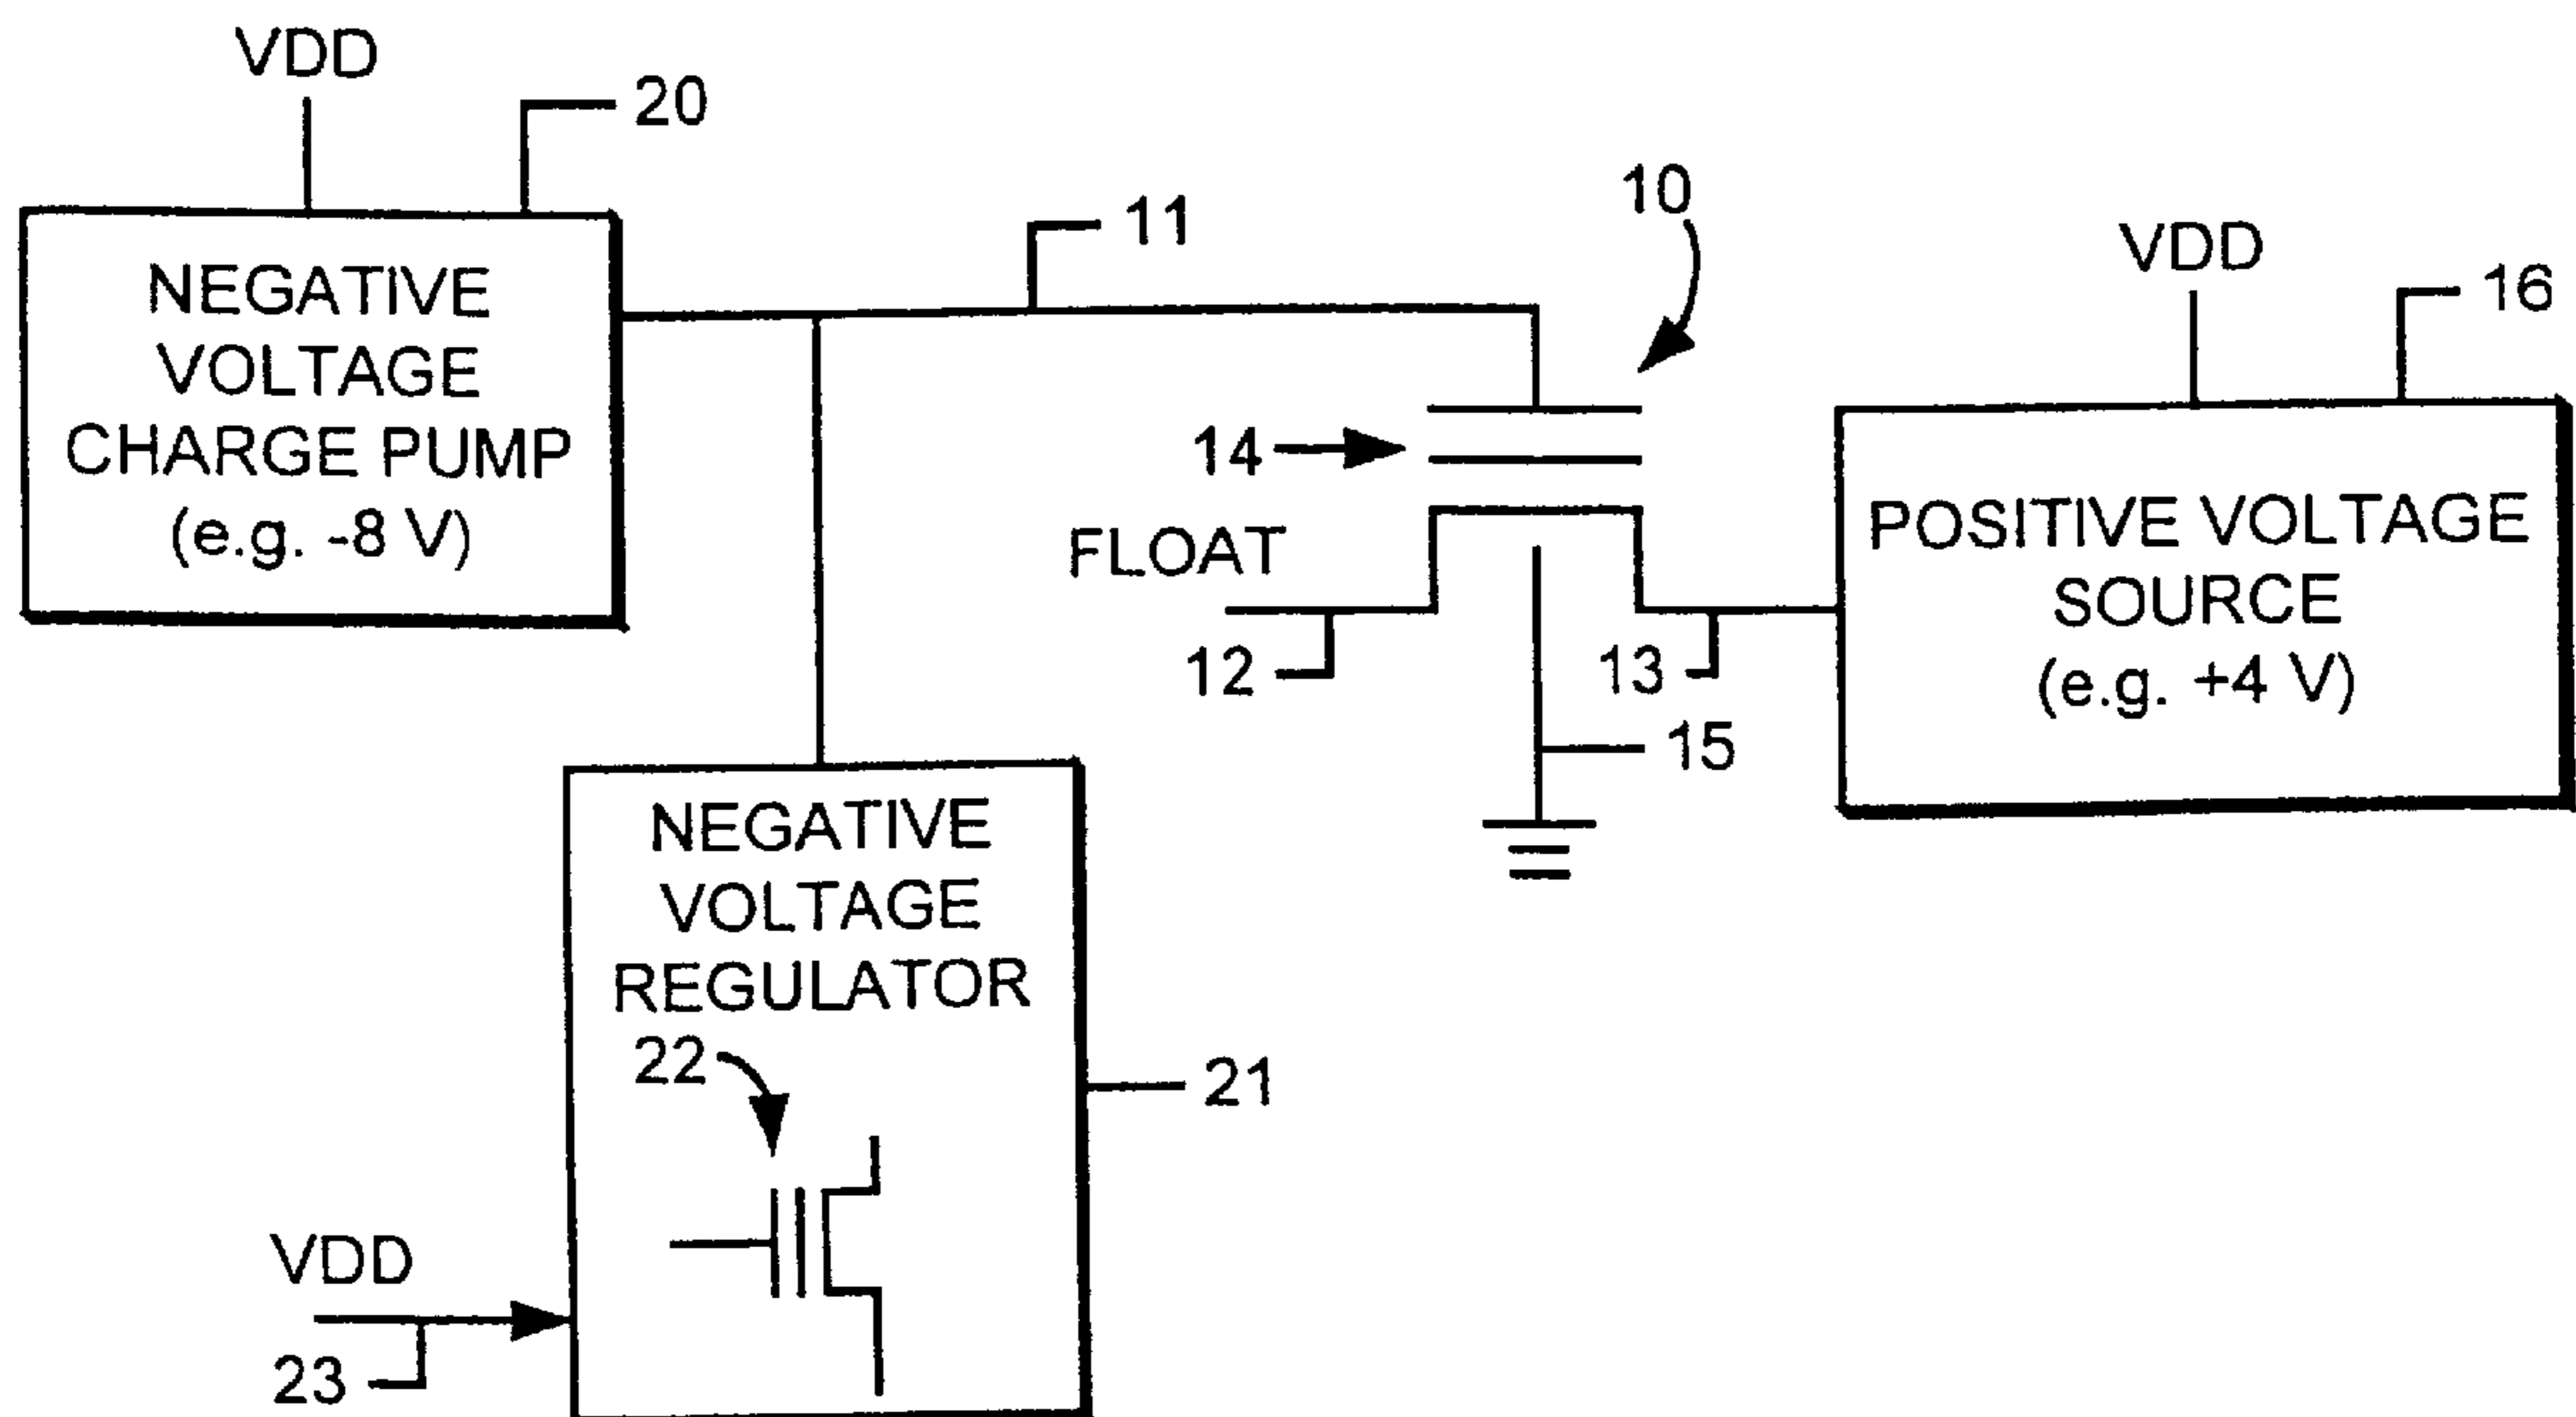 VDD
20
NEGATIVE
VOLTAGE
CHARGE PUMP
(e.g. -8 V)
11
10
14
FLOAT
12
13
15
VDD
16
POSITIVE VOLTAGE
SOURCE
(e.g. +4 V)
NEGATIVE
VOLTAGE
REGULATOR
22
21
VDD
23